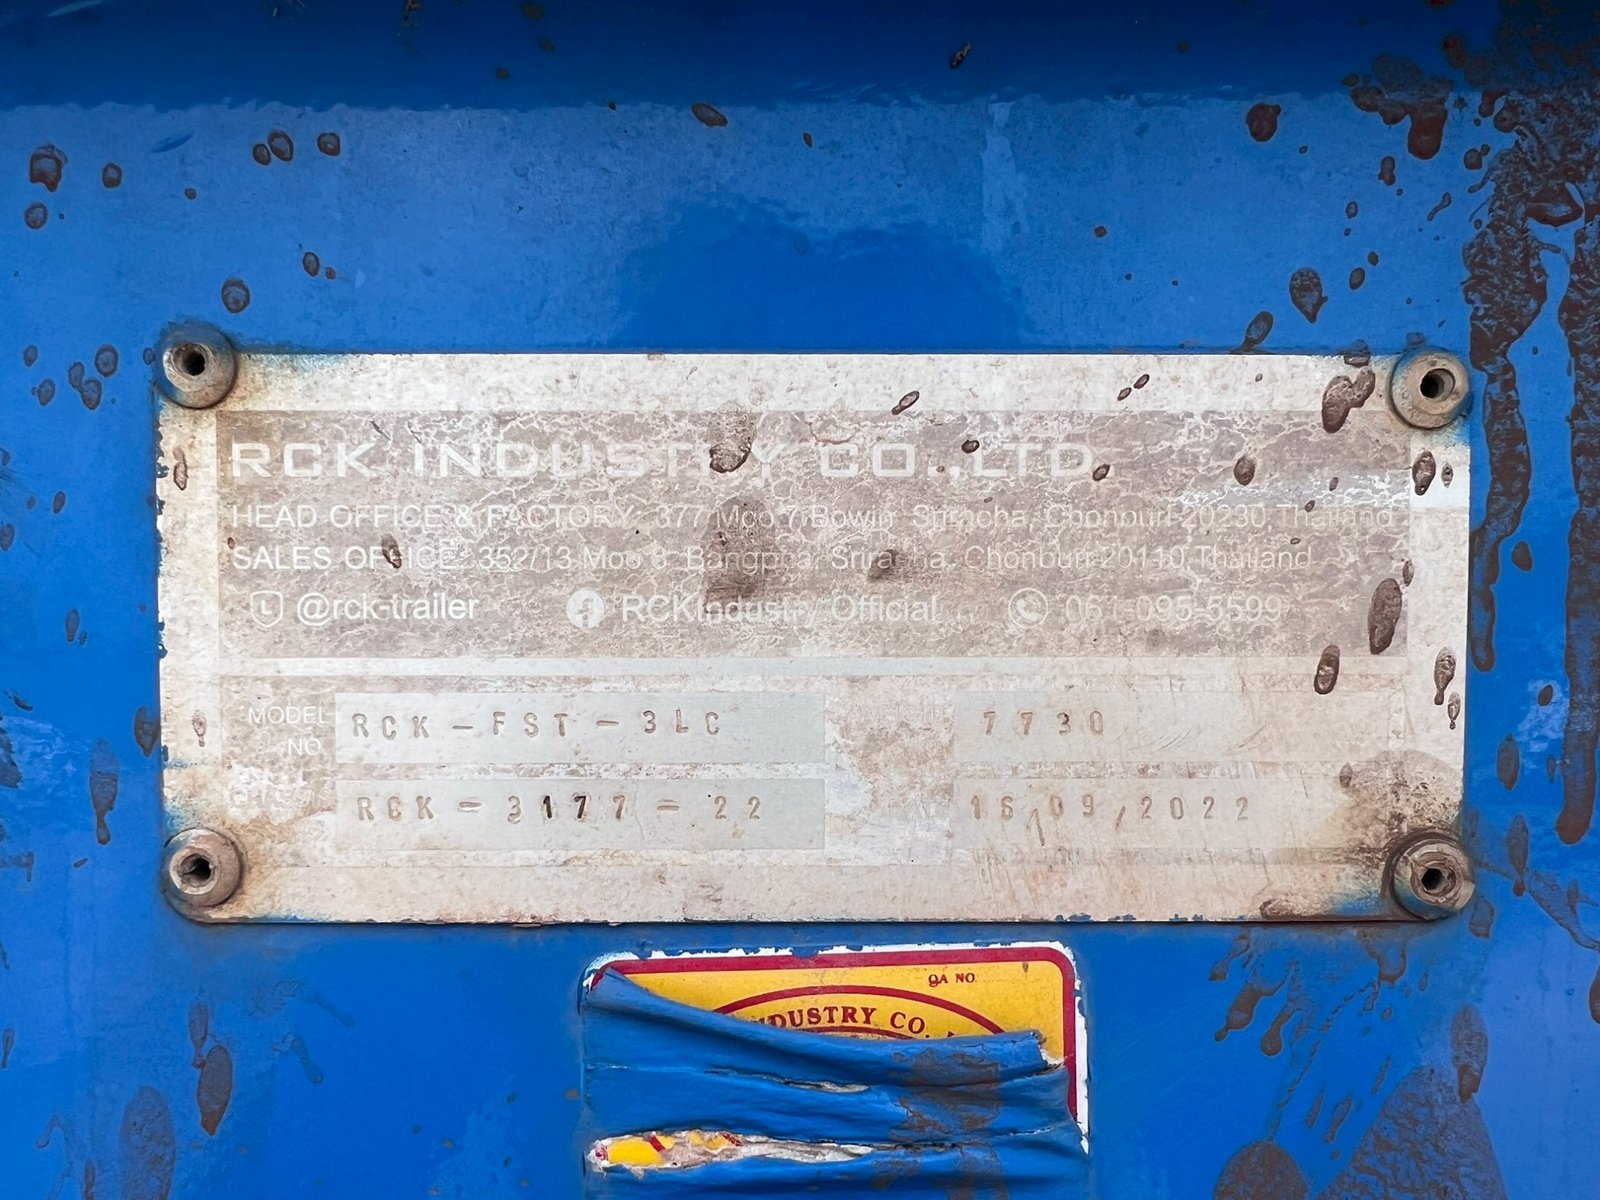 RCK INDUSTRY CO.,LTD.
HEAD OFFICE & FACTORY 377 Moo 7 Bowin, Sriracha, Chonburi 20230 Thailand
SALES OFFICE: 352/13 Moo 8 Bangpra, Sriracha, Chonburi 20110 Thailand
@rck-trailer RCKIndustry Official 061-095-5599
MODEL RCK-FST-3LC 7730
NO.
RCK-3177-22 16/09/2022
QA NO.
INDUSTRY CO.